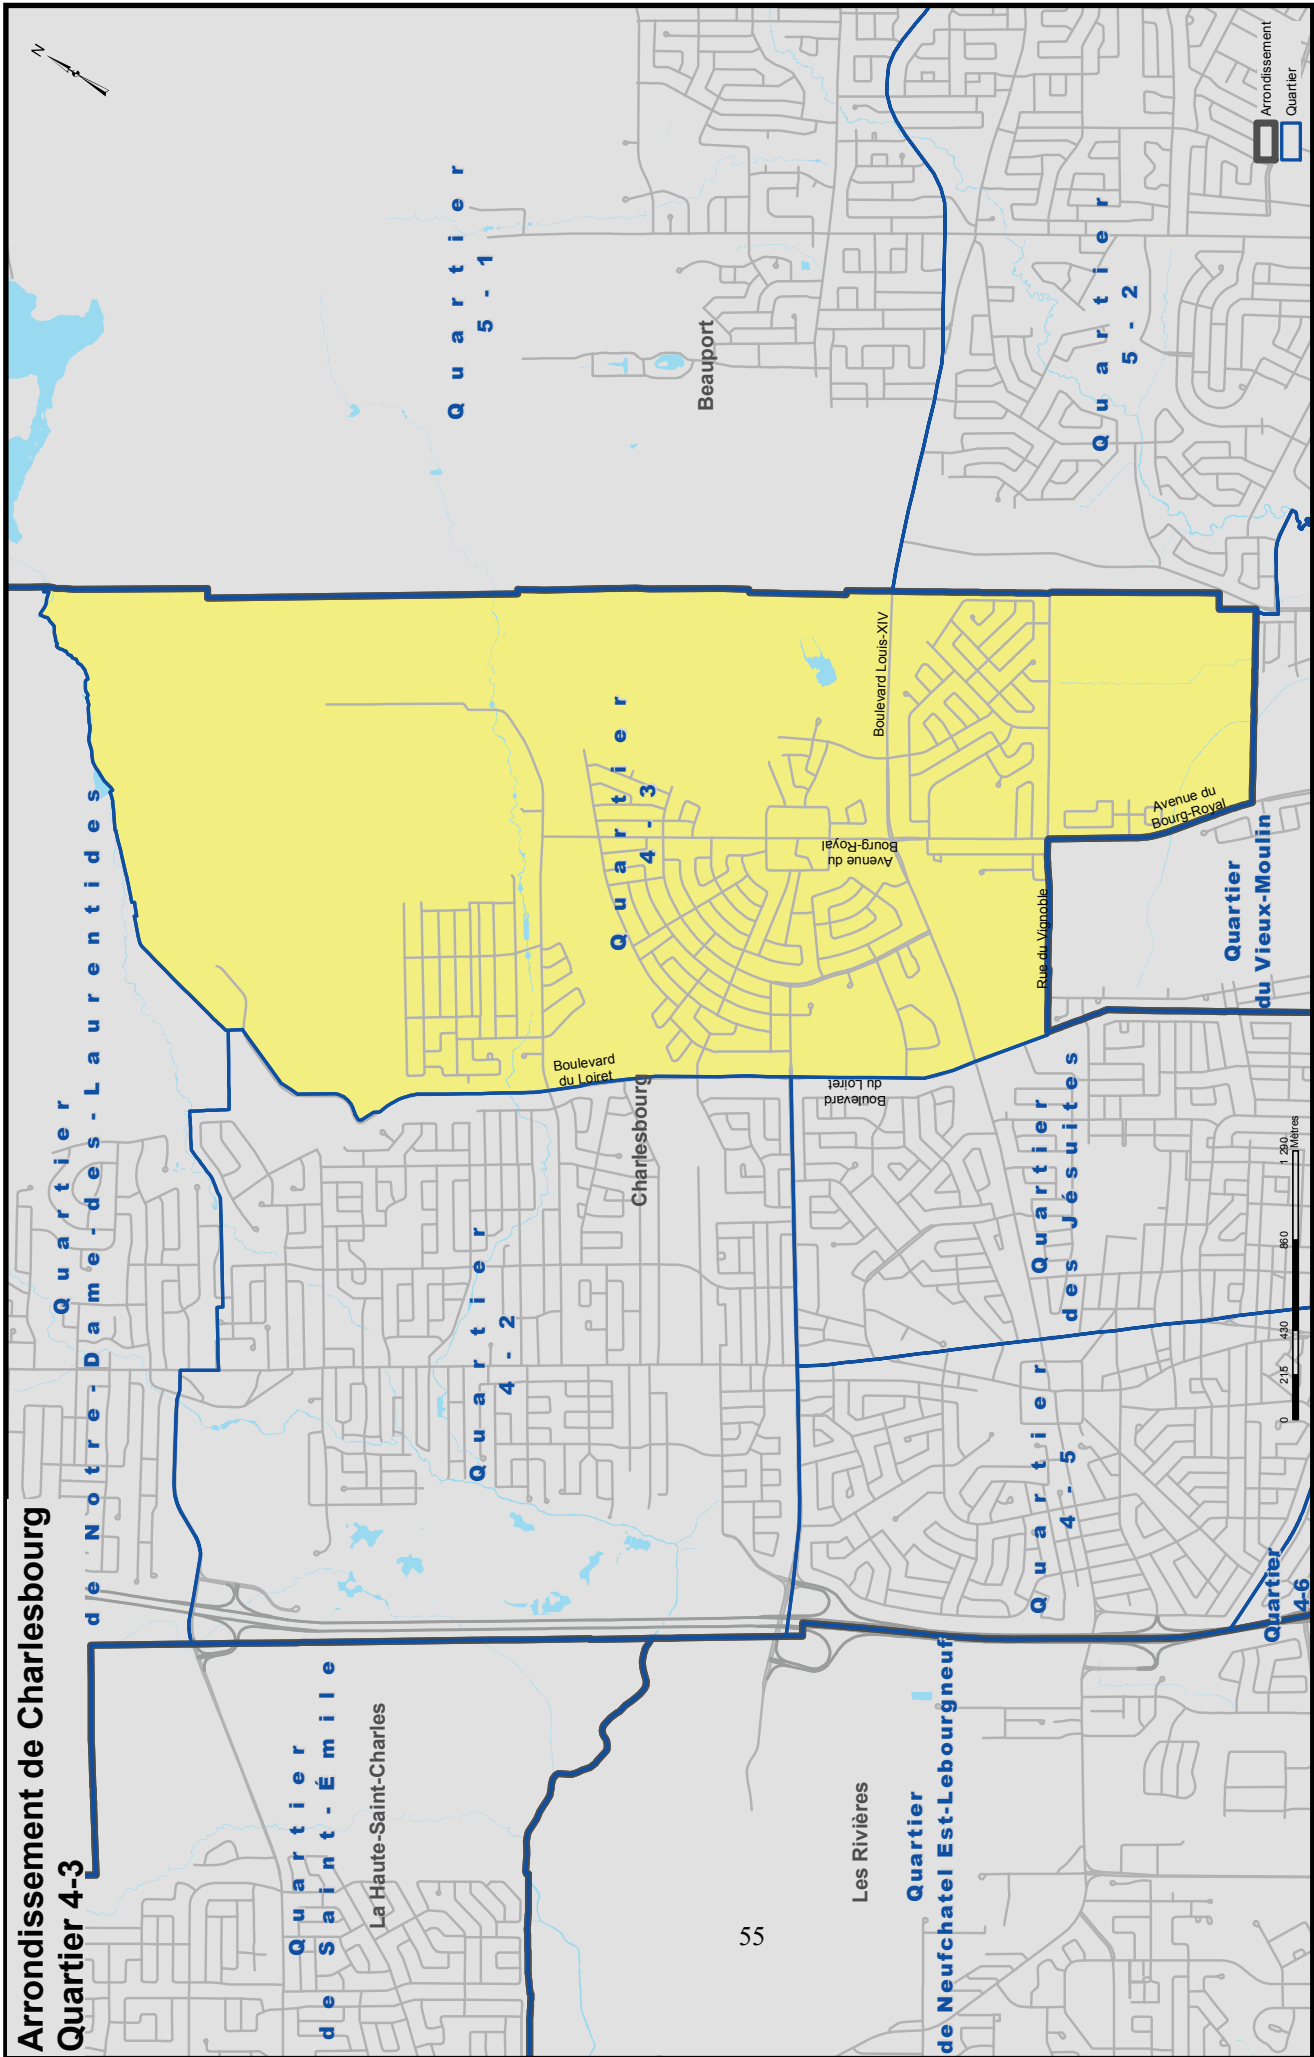 Arrondissement de Charlesbourg
Quartier 4-3
N
Quartier
de Notre-Dame-des-Laurentides
Quartier
5-1
Beauport
Quartier
5-2
Arrondissement
Quartier
Quartier
4-3
Boulevard Louis-XIV
Avenue du
Bourg-Royal
Avenue du
Bourg-Royal
Rue du Vignoble
Quartier
du Vieux-Moulin
Boulevard
du Loiret
Boulevard
du Loiret
Charlesbourg
Quartier
4-2
Quartier
des Jésuites
Quartier
4-5
Quartier
4-6
Quartier
de Saint-Émile
La Haute-Saint-Charles
Les Rivières
Quartier
de Neufchatel Est-Lebourgneuf
0 215 430 860 1 290
Mètres
55